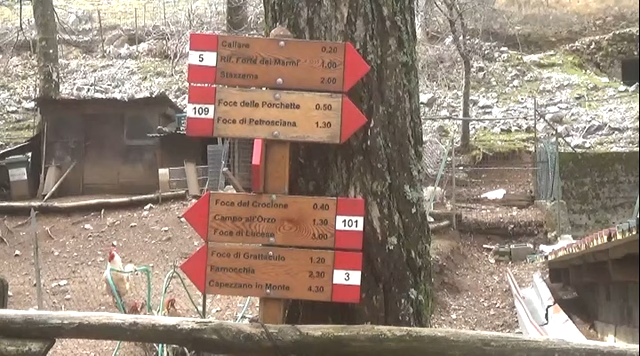 5
Callare 0.20
Rif. Forte dei Marmi 1.00
Stazzema 2.00
109
Foce delle Porchette 0.50
Foce di Petrosciana 1.30
Foce del Crocione 0.40
Campo all'Orzo 1.30
Foce di Lucese 3.00
101
Foce di Grattaculo 1.20
Farnocchia 2.30
Capezzano in Monte 4.30
3